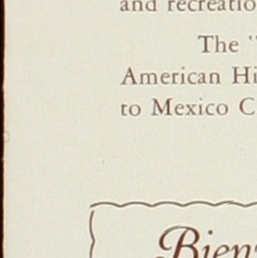 and recreatio
The "
American Hi
to Mexico C
Bien